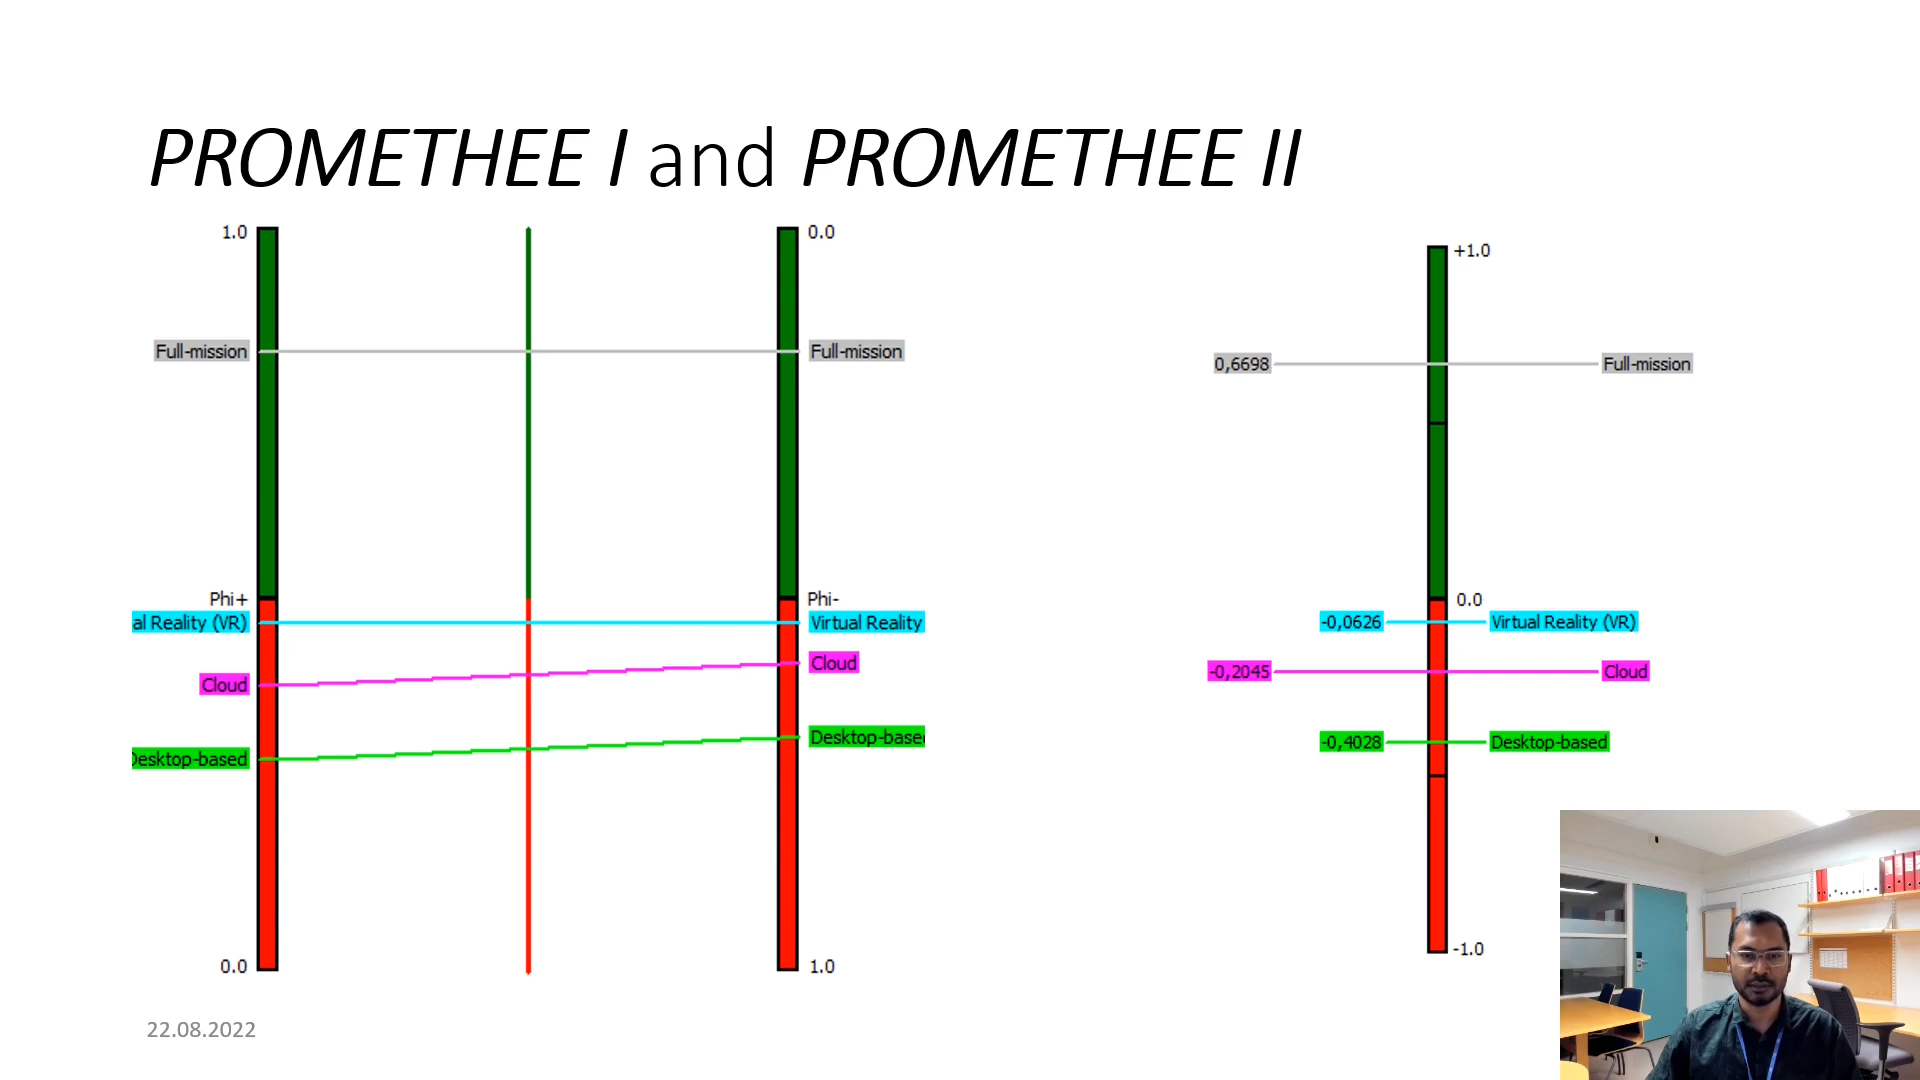 PROMETHEE I and PROMETHEE II
1.0
0.0
Full-mission
Full-mission
Phi+
Phi-
al Reality (VR)
Virtual Reality
Cloud
Cloud
Desktop-based
Desktop-base
0.0
1.0
+1.0
0,6698
Full-mission
0.0
-0,0626
Virtual Reality (VR)
-0,2045
Cloud
-0,4028
Desktop-based
-1.0
22.08.2022